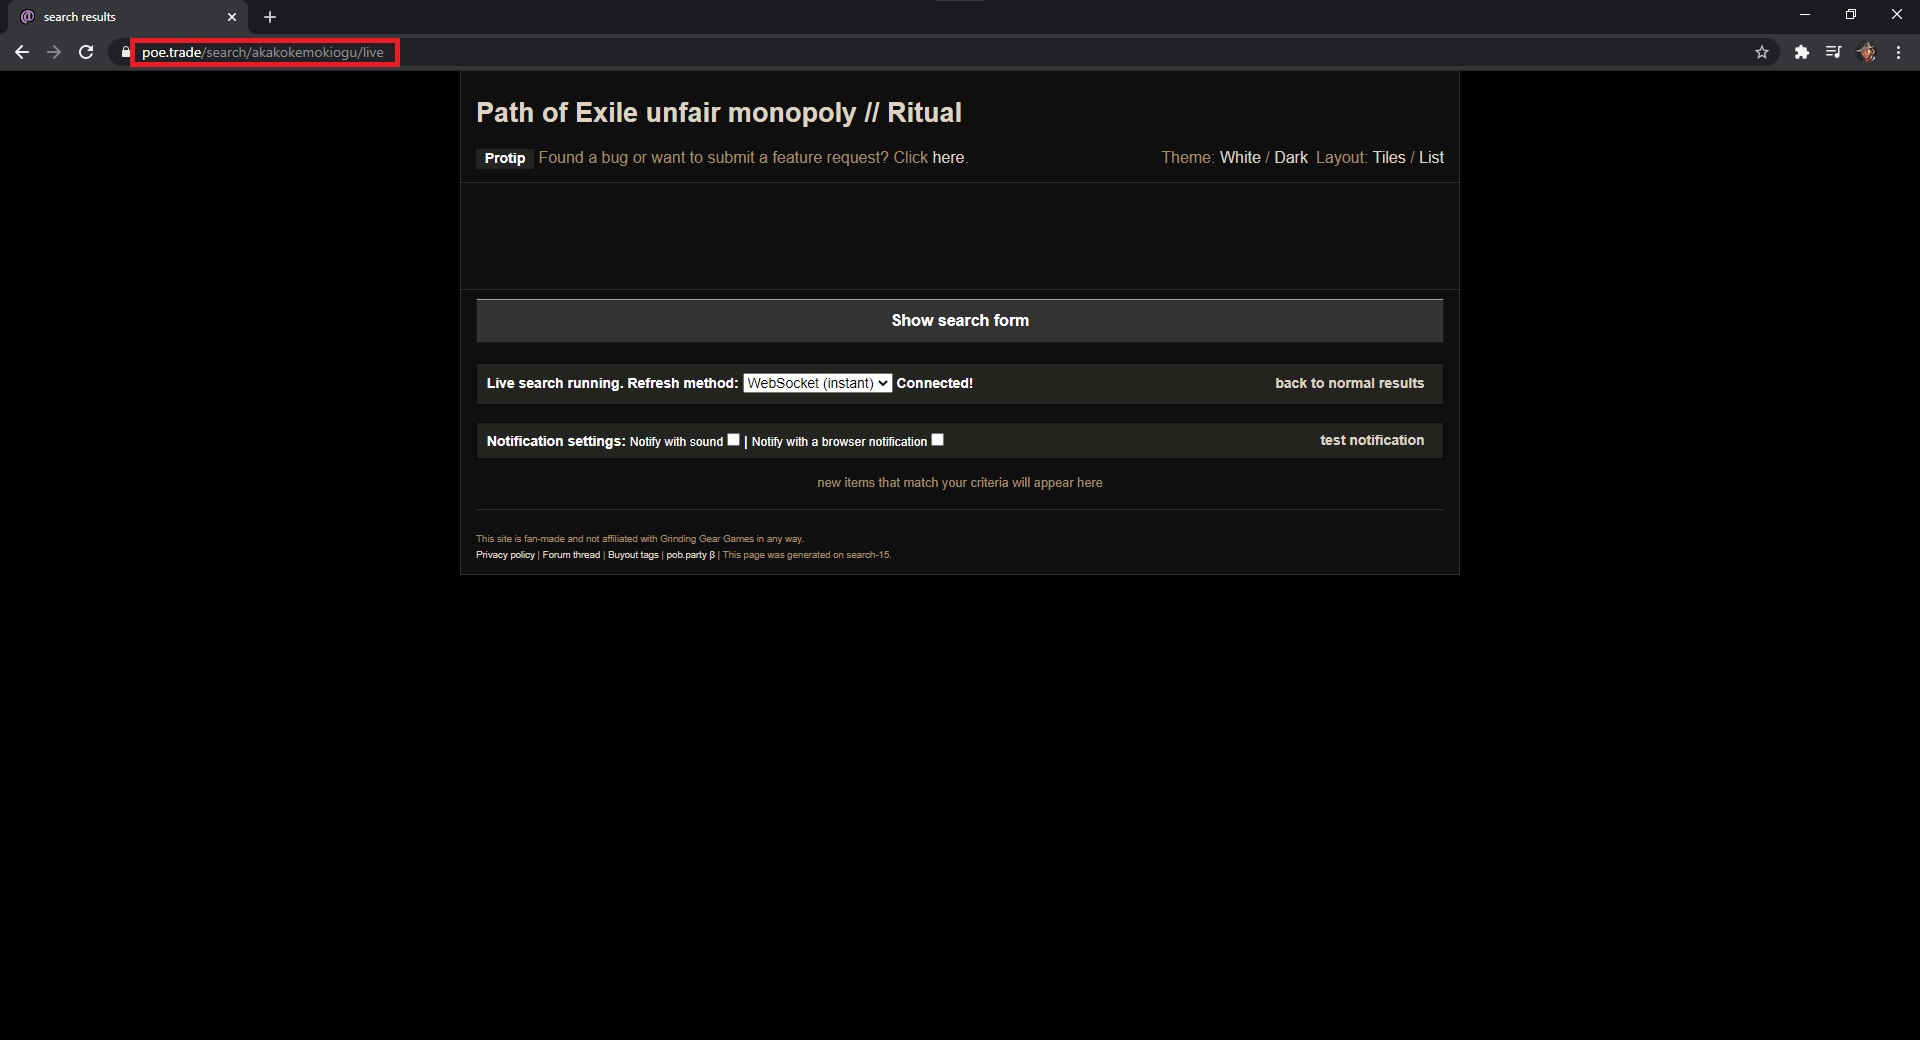 search results
poe.trade/search/akakokemokiogu/live
Path of Exile unfair monopoly // Ritual
Protip Found a bug or want to submit a feature request? Click here.
Theme: White / Dark Layout: Tiles / List
Show search form
Live search running. Refresh method: WebSocket (instant) Connected!
back to normal results
Notification settings: Notify with sound | Notify with a browser notification
test notification
new items that match your criteria will appear here
This site is fan-made and not affiliated with Grinding Gear Games in any way.
Privacy policy | Forum thread | Buyout tags | pob.party β | This page was generated on search-15.